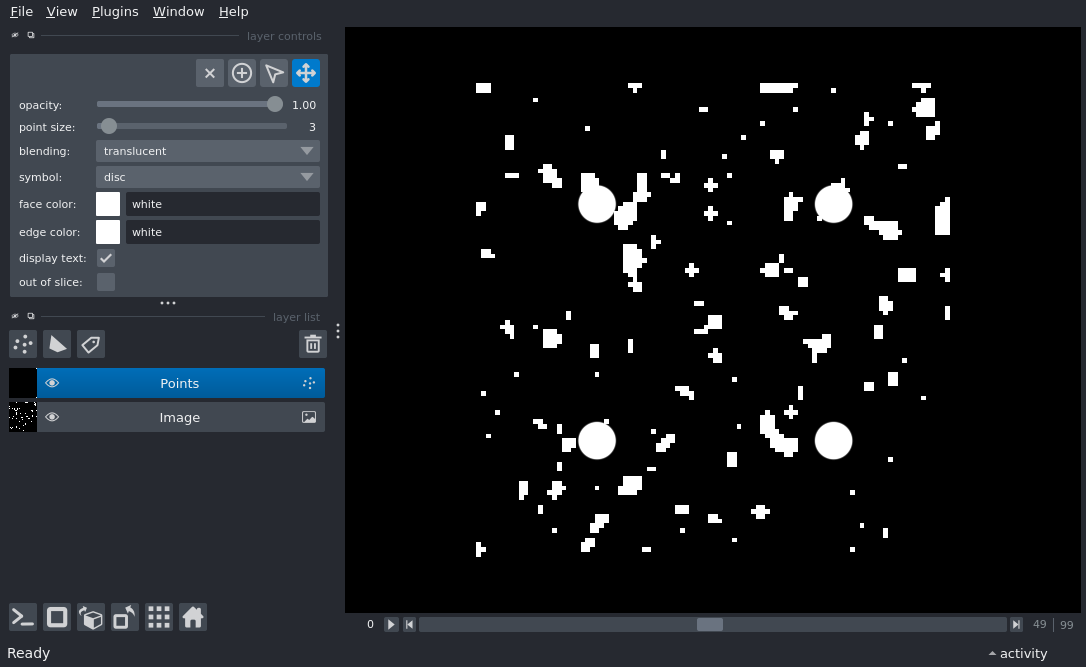 File View Plugins Window Help
layer controls
opacity: 1.00
point size: 3
blending: translucent
symbol: disc
face color: white
edge color: white
display text:
out of slice:
layer list
Points
Image
0 49 | 99
Ready activity